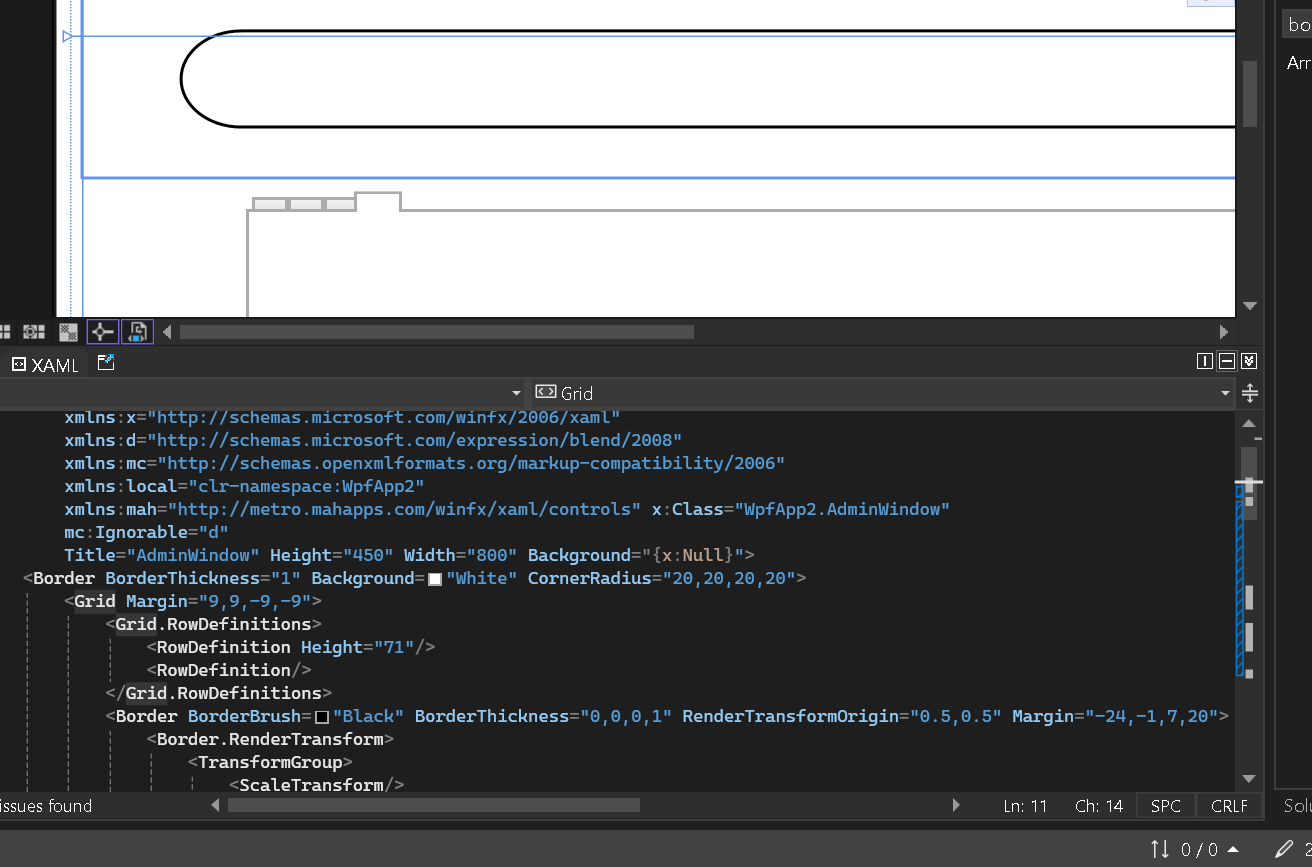 bo
Arr
XAML
Grid
xmlns:x="http://schemas.microsoft.com/winfx/2006/xaml"
xmlns:d="http://schemas.microsoft.com/expression/blend/2008"
xmlns:mc="http://schemas.openxmlformats.org/markup-compatibility/2006"
xmlns:local="clr-namespace:WpfApp2"
xmlns:mah="http://metro.mahapps.com/winfx/xaml/controls" x:Class="WpfApp2.AdminWindow"
mc:Ignorable="d"
Title="AdminWindow" Height="450" Width="800" Background="{x:Null}">
<Border BorderThickness="1" Background="White" CornerRadius="20,20,20,20">
<Grid Margin="9,9,-9,-9">
<Grid.RowDefinitions>
<RowDefinition Height="71"/>
<RowDefinition/>
</Grid.RowDefinitions>
<Border BorderBrush="Black" BorderThickness="0,0,0,1" RenderTransformOrigin="0.5,0.5" Margin="-24,-1,7,20">
<Border.RenderTransform>
<TransformGroup>
<ScaleTransform/>
issues found Ln: 11 Ch: 14 SPC CRLF Solu
0 / 0 2